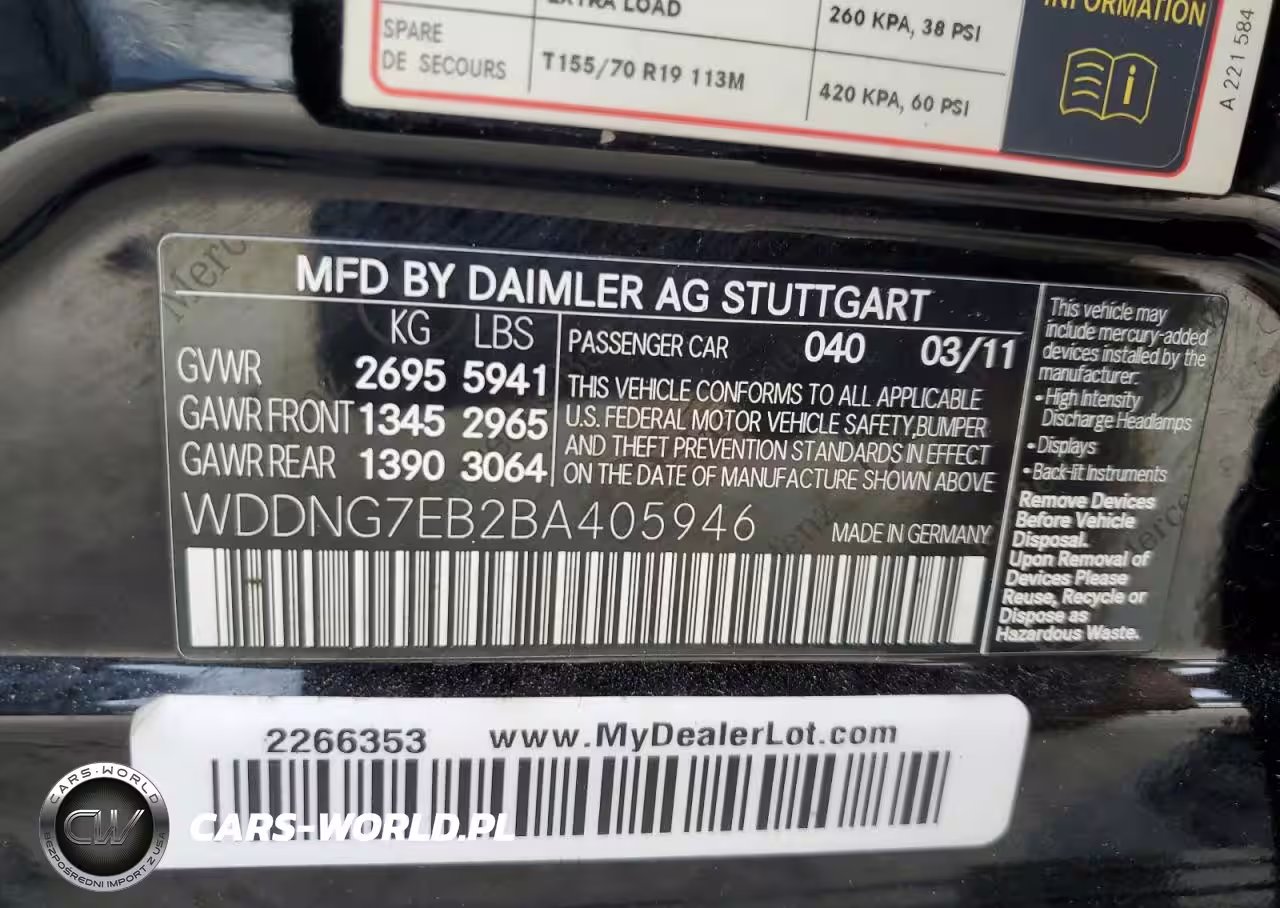 EXTRA LOAD
260 KPA, 38 PSI
SPARE
DE SECOURS
T155/70 R19 113M
420 KPA, 60 PSI
INFORMATION
A 221 584
MFD BY DAIMLER AG STUTTGART
KG LBS
GVWR 2695 5941
GAWR FRONT 1345 2965
GAWR REAR 1390 3064
PASSENGER CAR 040 03/11
THIS VEHICLE CONFORMS TO ALL APPLICABLE
U.S. FEDERAL MOTOR VEHICLE SAFETY,BUMPER
AND THEFT PREVENTION STANDARDS IN EFFECT
ON THE DATE OF MANUFACTURE SHOWN ABOVE
WDDNG7EB2BA405946
MADE IN GERMANY
This vehicle may
include mercury-added
devices installed by the
manufacturer:
• High Intensity
Discharge Headlamps
• Displays
• Back-lit Instruments
Remove Devices
Before Vehicle
Disposal.
Upon Removal of
Devices Please
Reuse, Recycle or
Dispose as
Hazardous Waste.
2266353 www.MyDealerLot.com
CARS-WORLD
CW
BEZPOŚREDNI IMPORT Z USA
CARS-WORLD.PL